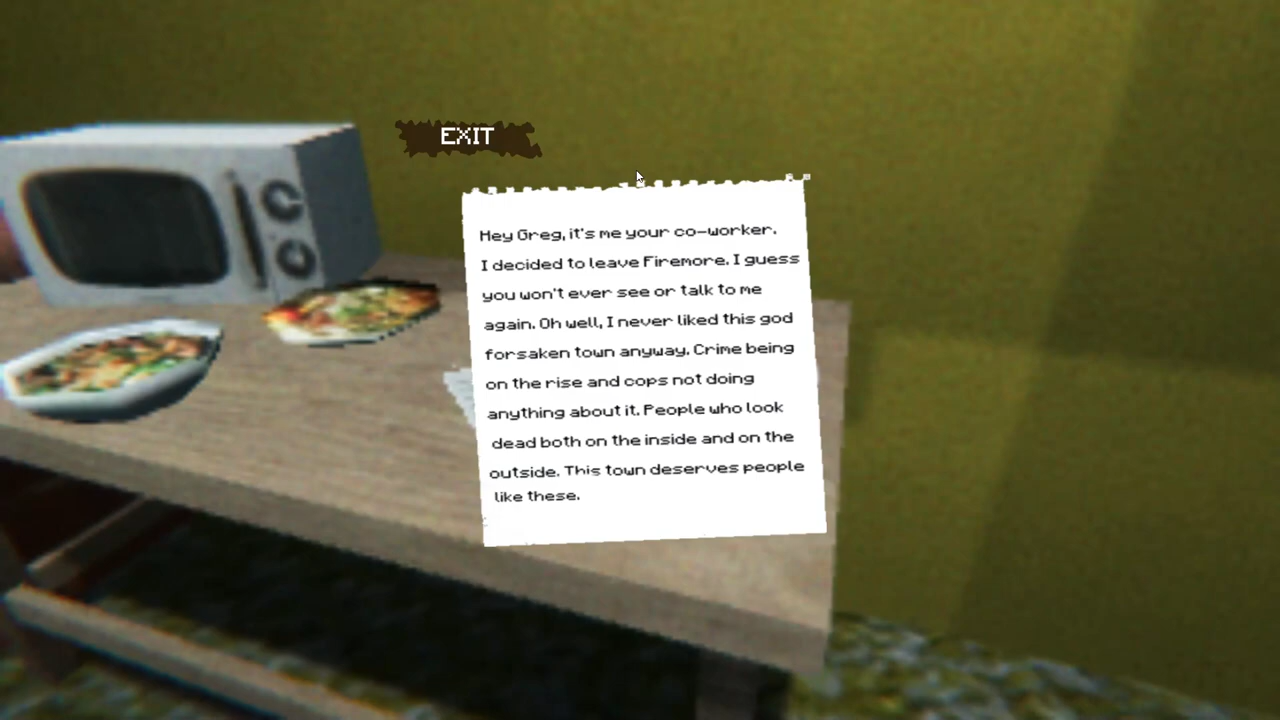 EXIT
Hey Greg, it's me your co-worker.
I decided to leave Firemore. I guess
you won't ever see or talk to me
again. Oh well, I never liked this god
forsaken town anyway. Crime being
on the rise and cops not doing
anything about it. People who look
dead both on the inside and on the
outside. This town deserves people
like these.